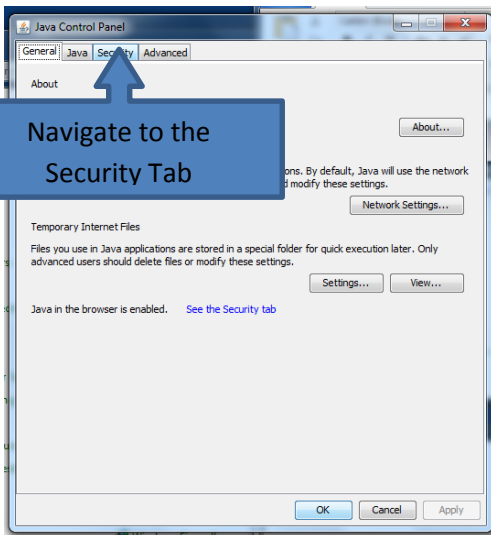 Java Control Panel
General Java Security Advanced
About
Navigate to the
Security Tab
About...
ons. By default, Java will use the network
modify these settings.
Network Settings...
Temporary Internet Files
Files you use in Java applications are stored in a special folder for quick execution later. Only
advanced users should delete files or modify these settings.
Settings... View...
Java in the browser is enabled. See the Security tab
OK Cancel Apply